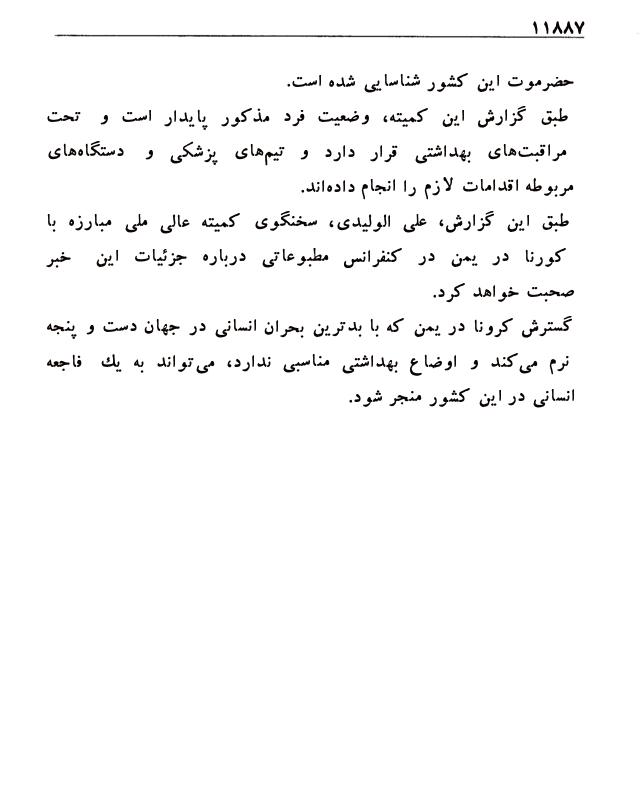 ۱۱۸۸۷
حضرموت این کشور شناسایی شده است.
طبق گزارش این کمیته، وضعیت فرد مذکور پایدار است و تحت
مراقبت‌های بهداشتی قرار دارد و تیم‌های پزشکی و دستگاه‌های
مربوطه اقدامات لازم را انجام داده‌اند.
طبق این گزارش، علی الولیدی، سخنگوی کمیته عالی ملی مبارزه با
کورنا در یمن در کنفرانس مطبوعاتی درباره جزئیات این خبر
صحبت خواهد کرد.
گسترش کرونا در یمن که با بدترین بحران انسانی در جهان دست و پنجه
نرم می‌کند و اوضاع بهداشتی مناسبی ندارد، می‌تواند به یك فاجعه
انسانی در این کشور منجر شود.